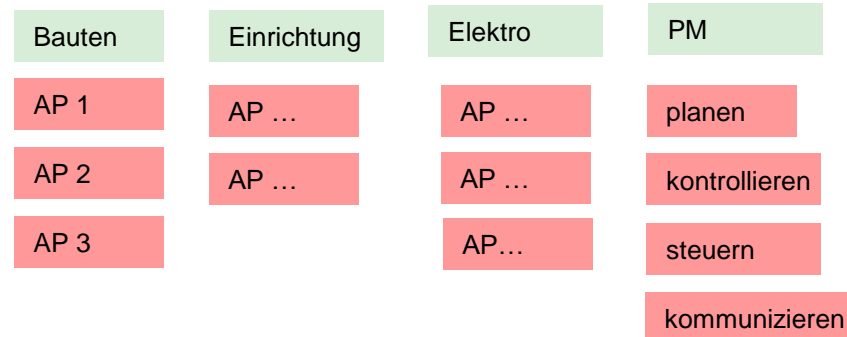 Bauten
AP 1
AP 2
AP 3
Einrichtung
AP …
AP …
Elektro
AP …
AP …
AP…
PM
planen
kontrollieren
steuern
kommunizieren